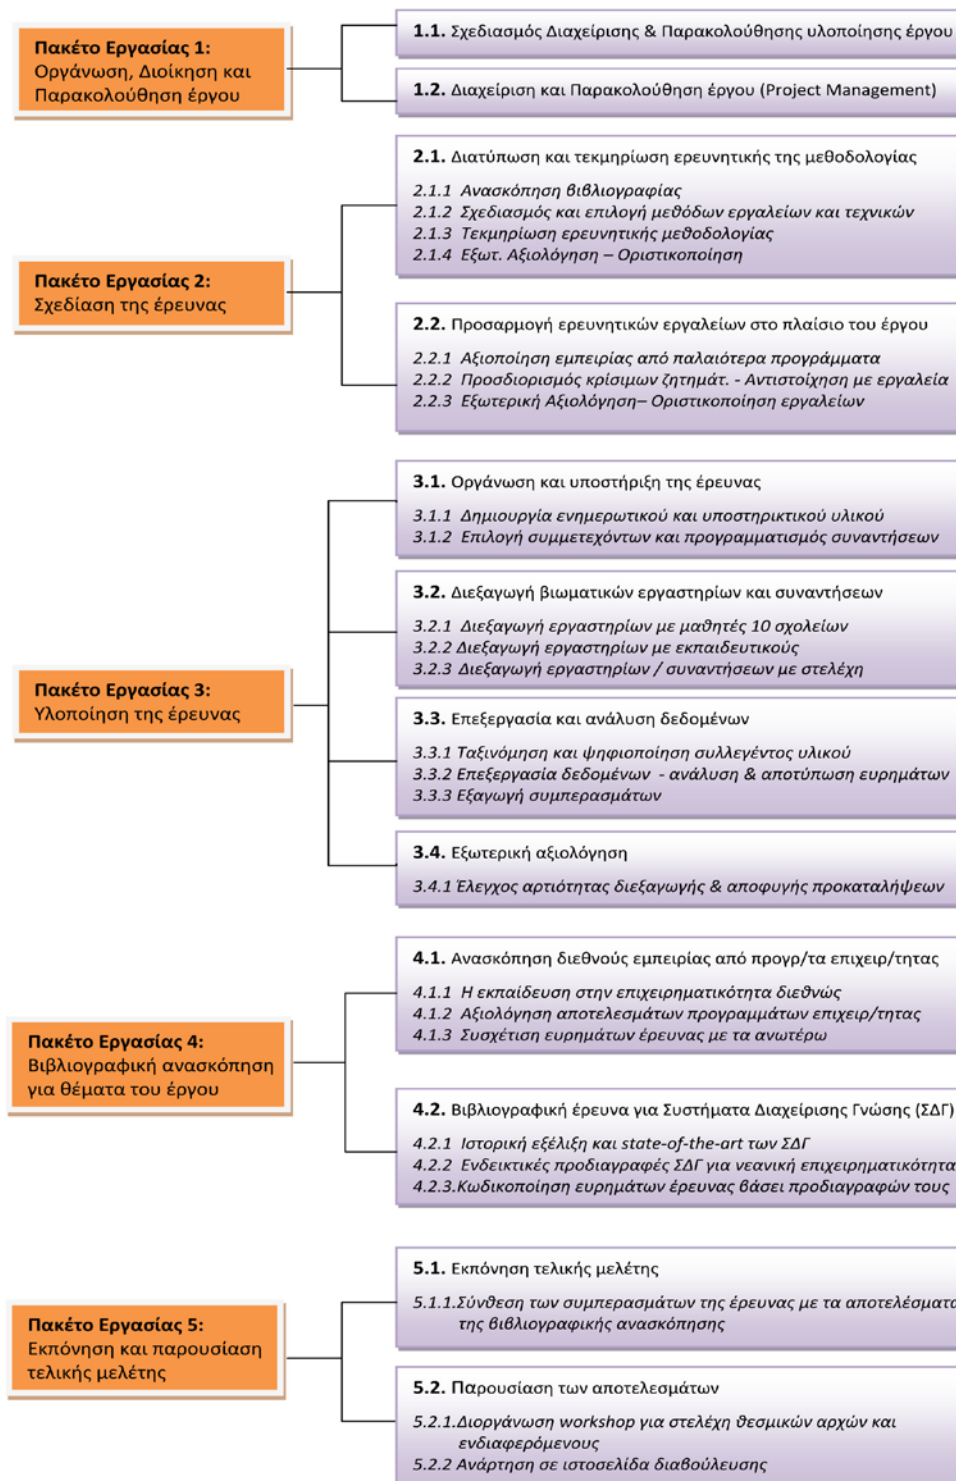 Πακέτο Εργασίας 1:
Οργάνωση, Διοίκηση και
Παρακολούθηση έργου
1.1. Σχεδιασμός Διαχείρισης & Παρακολούθησης υλοποίησης έργου
1.2. Διαχείριση και Παρακολούθηση έργου (Project Management)
Πακέτο Εργασίας 2:
Σχεδίαση της έρευνας
2.1. Διατύπωση και τεκμηρίωση ερευνητικής της μεθοδολογίας
2.1.1 Ανασκόπηση βιβλιογραφίας
2.1.2 Σχεδιασμός και επιλογή μεθόδων εργαλείων και τεχνικών
2.1.3 Τεκμηρίωση ερευνητικής μεθοδολογίας
2.1.4 Εξωτ. Αξιολόγηση – Οριστικοποίηση
2.2. Προσαρμογή ερευνητικών εργαλείων στο πλαίσιο του έργου
2.2.1 Αξιοποίηση εμπειρίας από παλαιότερα προγράμματα
2.2.2 Προσδιορισμός κρίσιμων ζητημάτ. - Αντιστοίχηση με εργαλεία
2.2.3 Εξωτερική Αξιολόγηση– Οριστικοποίηση εργαλείων
Πακέτο Εργασίας 3:
Υλοποίηση της έρευνας
3.1. Οργάνωση και υποστήριξη της έρευνας
3.1.1 Δημιουργία ενημερωτικού και υποστηρικτικού υλικού
3.1.2 Επιλογή συμμετεχόντων και προγραμματισμός συναντήσεων
3.2. Διεξαγωγή βιωματικών εργαστηρίων και συναντήσεων
3.2.1 Διεξαγωγή εργαστηρίων με μαθητές 10 σχολείων
3.2.2 Διεξαγωγή εργαστηρίων με εκπαιδευτικούς
3.2.3 Διεξαγωγή εργαστηρίων / συναντήσεων με στελέχη
3.3. Επεξεργασία και ανάλυση δεδομένων
3.3.1 Ταξινόμηση και ψηφιοποίηση συλλεγέντος υλικού
3.3.2 Επεξεργασία δεδομένων - ανάλυση & αποτύπωση ευρημάτων
3.3.3 Εξαγωγή συμπερασμάτων
3.4. Εξωτερική αξιολόγηση
3.4.1 Έλεγχος αρτιότητας διεξαγωγής & αποφυγής προκαταλήψεων
Πακέτο Εργασίας 4:
Βιβλιογραφική ανασκόπηση
για θέματα του έργου
4.1. Ανασκόπηση διεθνούς εμπειρίας από προγρ/τα επιχειρ/τητας
4.1.1 Η εκπαίδευση στην επιχειρηματικότητα διεθνώς
4.1.2 Αξιολόγηση αποτελεσμάτων προγραμμάτων επιχειρ/τητας
4.1.3 Συσχέτιση ευρημάτων έρευνας με τα ανωτέρω
4.2. Βιβλιογραφική έρευνα για Συστήματα Διαχείρισης Γνώσης (ΣΔΓ)
4.2.1 Ιστορική εξέλιξη και state-of-the-art των ΣΔΓ
4.2.2 Ενδεικτικές προδιαγραφές ΣΔΓ για νεανική επιχειρηματικότητα
4.2.3.Κωδικοποίηση ευρημάτων έρευνας βάσει προδιαγραφών τους
Πακέτο Εργασίας 5:
Εκπόνηση και παρουσίαση
τελικής μελέτης
5.1. Εκπόνηση τελικής μελέτης
5.1.1.Σύνθεση των συμπερασμάτων της έρευνας με τα αποτελέσματα
της βιβλιογραφικής ανασκόπησης
5.2. Παρουσίαση των αποτελεσμάτων
5.2.1.Διοργάνωση workshop για στελέχη θεσμικών αρχών και
ενδιαφερόμενους
5.2.2 Ανάρτηση σε ιστοσελίδα διαβούλευσης